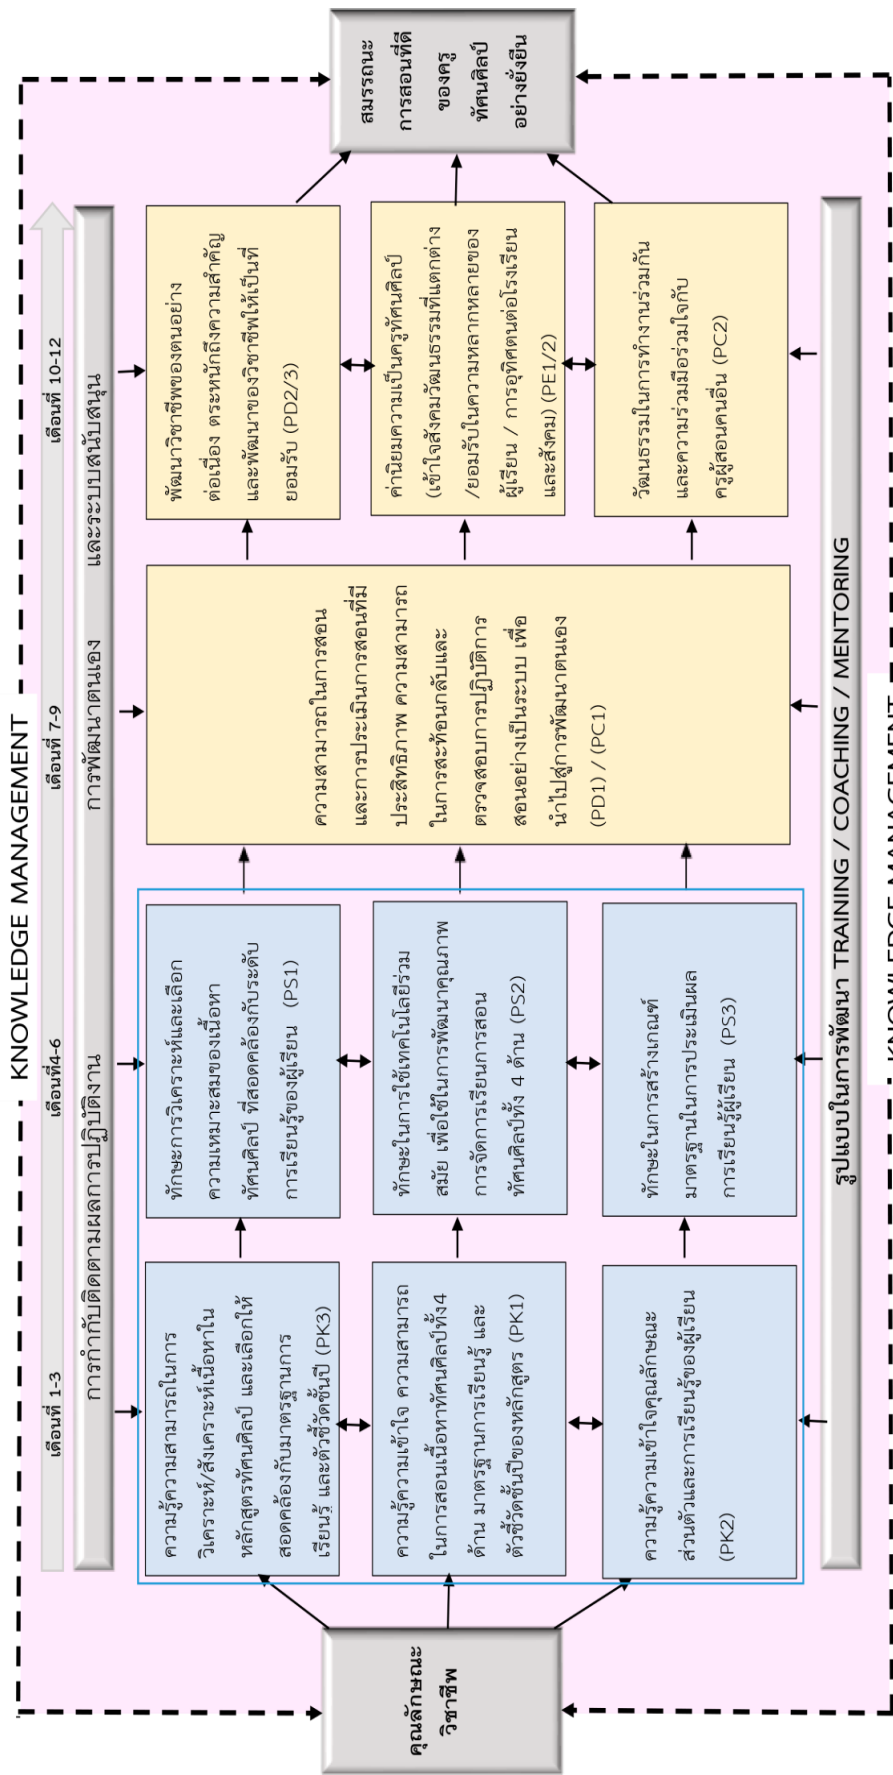 KNOWLEDGE MANAGEMENT
เดือนที่ 1-3
เดือนที่4-6
เดือนที่ 7-9
เดือนที่ 10-12
การกำกับติดตามผลการปฏิบัติงาน
การพัฒนาตนเอง
และระบบสนับสนุน
คุณลักษณะ
วิชาชีพ
ความรู้ความสามารถในการ
วิเคราะห์/สังเคราะห์เนื้อหาใน
หลักสูตรทัศนศิลป์ และเลือกให้
สอดคล้องกับมาตรฐานการ
เรียนรู้ และตัวชี้วัดชั้นปี (PK3)
ความรู้ความเข้าใจ ความสามารถ
ในการสอนเนื้อหาทัศนศิลป์ทั้ง4
ด้าน มาตรฐานการเรียนรู้ และ
ตัวชี้วัดชั้นปีของหลักสูตร (PK1)
ความรู้ความเข้าใจคุณลักษณะ
ส่วนตัวและการเรียนรู้ของผู้เรียน
(PK2)
ทักษะการวิเคราะห์และเลือก
ความเหมาะสมของเนื้อหา
ทัศนศิลป์ ที่สอดคล้องกับระดับ
การเรียนรู้ของผู้เรียน (PS1)
ทักษะในการใช้เทคโนโลยีร่วม
สมัย เพื่อใช้ในการพัฒนาคุณภาพ
การจัดการเรียนการสอน
ทัศนศิลป์ทั้ง 4 ด้าน (PS2)
ทักษะในการสร้างเกณฑ์
มาตรฐานในการประเมินผล
การเรียนรู้ผู้เรียน (PS3)
ความสามารถในการสอน
และการประเมินการสอนที่มี
ประสิทธิภาพ ความสามารถ
ในการสะท้อนกลับและ
ตรวจสอบการปฏิบัติการ
สอนอย่างเป็นระบบ เพื่อ
นำไปสู่การพัฒนาตนเอง
(PD1) / (PC1)
พัฒนาวิชาชีพของตนอย่าง
ต่อเนื่อง ตระหนักถึงความสำคัญ
และพัฒนาของวิชาชีพให้เป็นที่
ยอมรับ (PD2/3)
ค่านิยมความเป็นครูทัศนศิลป์
(เข้าใจสังคมวัฒนธรรมที่แตกต่าง
/ยอมรับในความหลากหลายของ
ผู้เรียน / การอุทิศตนต่อโรงเรียน
และสังคม) (PE1/2)
วัฒนธรรมในการทำงานร่วมกัน
และความร่วมมือร่วมใจกับ
ครูผู้สอนคนอื่น (PC2)
สมรรถนะ
การสอนที่ดี
ของครู
ทัศนศิลป์
อย่างยั่งยืน
รูปแบบในการพัฒนา TRAINING / COACHING / MENTORING
KNOWLEDGE MANAGEMENT